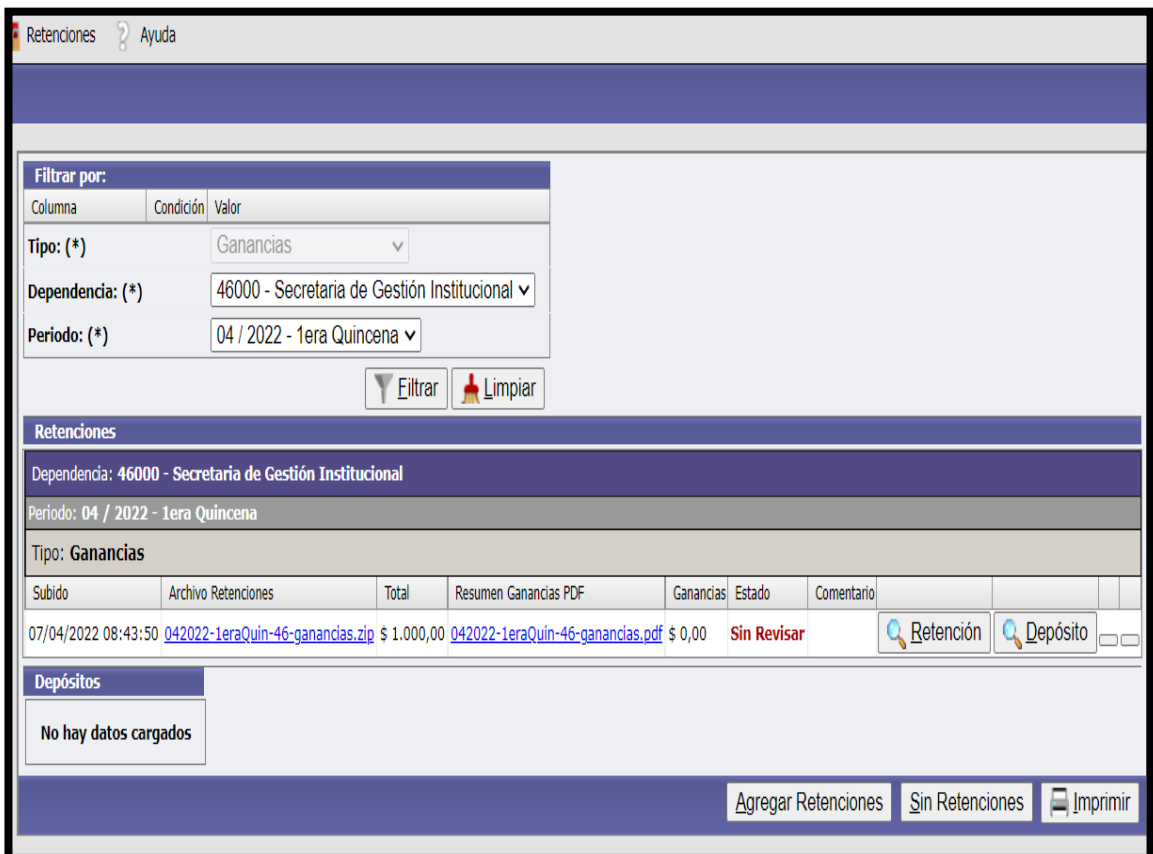 Retenciones Ayuda
Filtrar por:
Columna Condición Valor
Tipo: (*) Ganancias
Dependencia: (*) 46000 - Secretaria de Gestión Institucional
Periodo: (*) 04 / 2022 - 1era Quincena
Filtrar Limpiar
Retenciones
Dependencia: 46000 - Secretaria de Gestión Institucional
Periodo: 04 / 2022 - 1era Quincena
Tipo: Ganancias
Subido Archivo Retenciones Total Resumen Ganancias PDF Ganancias Estado Comentario
07/04/2022 08:43:50 042022-1eraQuin-46-ganancias.zip $ 1.000,00 042022-1eraQuin-46-ganancias.pdf $ 0,00 Sin Revisar Retención Depósito
Depósitos
No hay datos cargados
Agregar Retenciones Sin Retenciones Imprimir